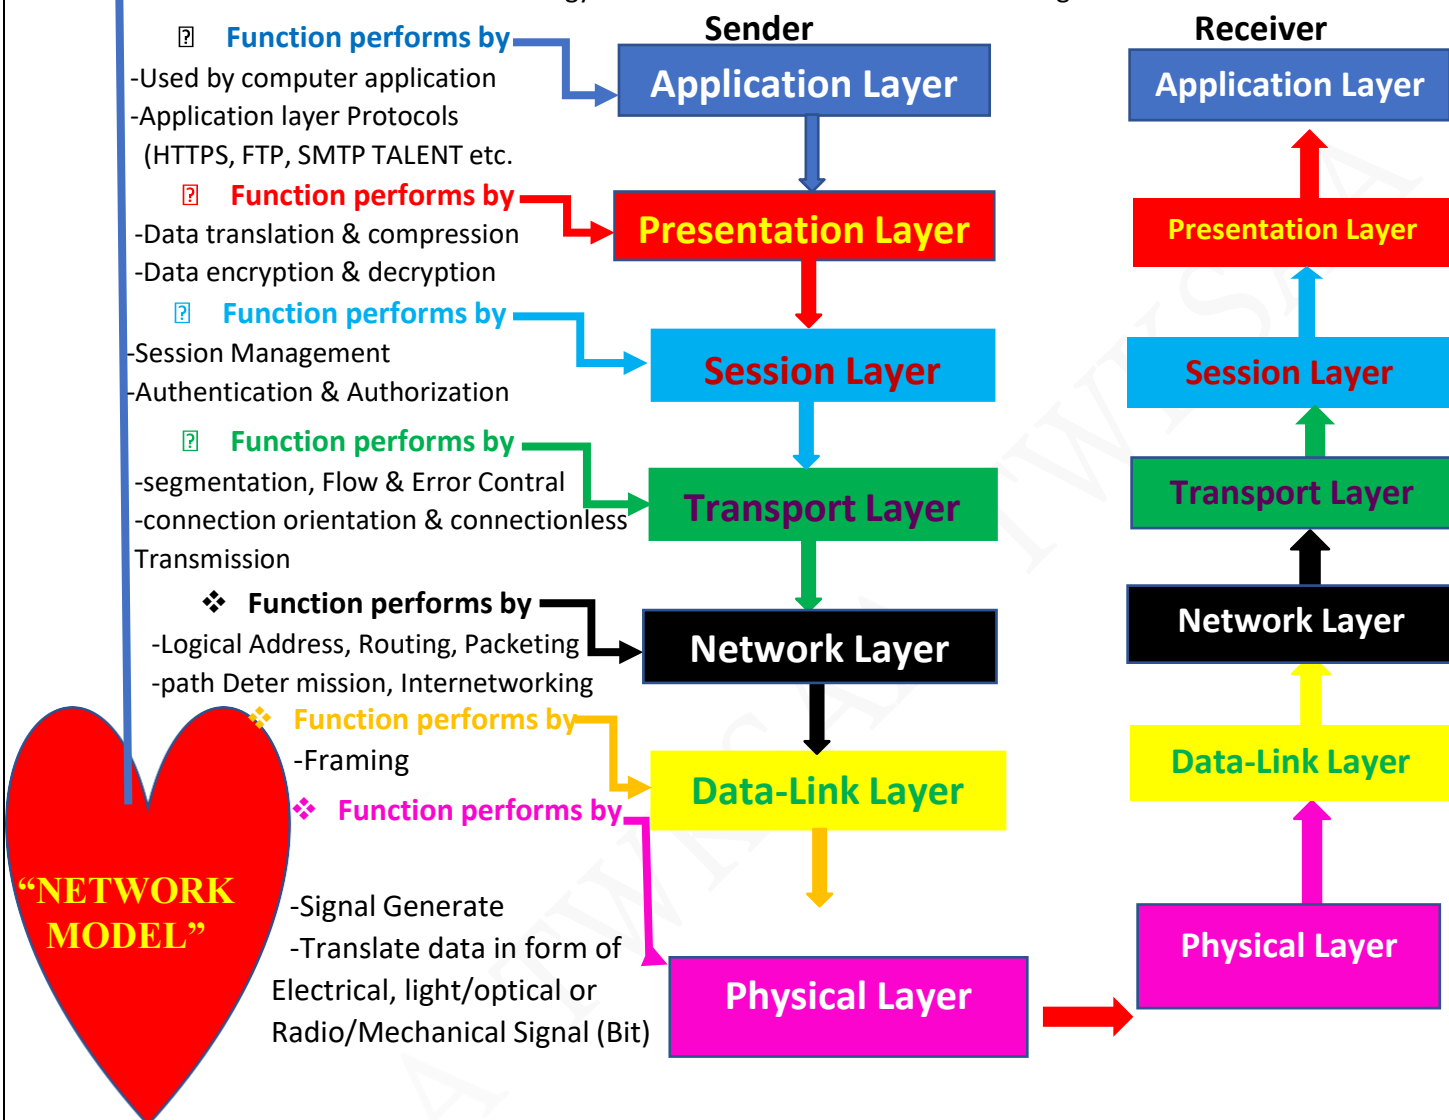 Sender
Receiver
Function performs by
-Used by computer application
-Application layer Protocols
(HTTPS, FTP, SMTP TALENT etc.
Application Layer
Application Layer
Function performs by
-Data translation & compression
-Data encryption & decryption
Presentation Layer
Presentation Layer
Function performs by
-Session Management
-Authentication & Authorization
Session Layer
Session Layer
Function performs by
-segmentation, Flow & Error Contral
-connection orientation & connectionless
Transmission
Transport Layer
Transport Layer
❖ Function performs by
-Logical Address, Routing, Packeting
-path Deter mission, Internetworking
Network Layer
Network Layer
❖ Function performs by
-Framing
Data-Link Layer
Data-Link Layer
❖ Function performs by
-Signal Generate
-Translate data in form of
Electrical, light/optical or
Radio/Mechanical Signal (Bit)
Physical Layer
Physical Layer
“NETWORK
MODEL”